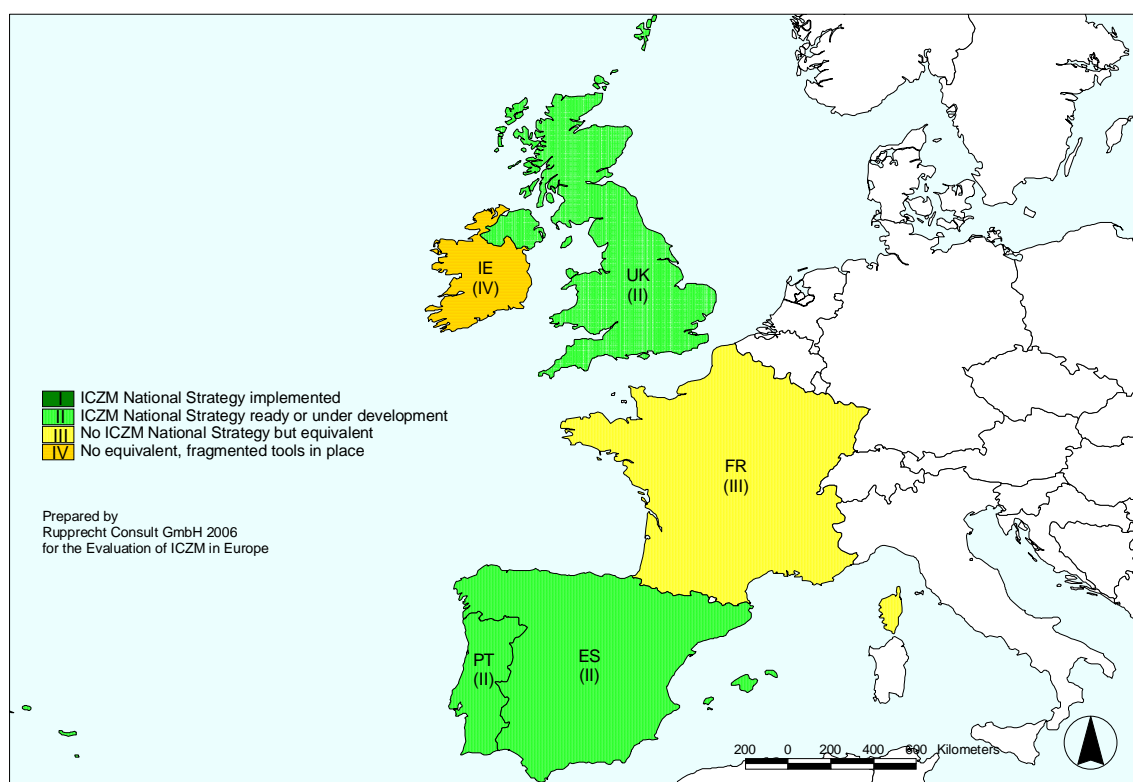 IE
(IV)
UK
(II)
I ICZM National Strategy implemented
II ICZM National Strategy ready or under development
III No ICZM National Strategy but equivalent
IV No equivalent, fragmented tools in place
FR
(III)
Prepared by
Rupprecht Consult GmbH 2006
for the Evaluation of ICZM in Europe
PT
(II)
ES
(II)
200 0 200 400 600 Kilometers